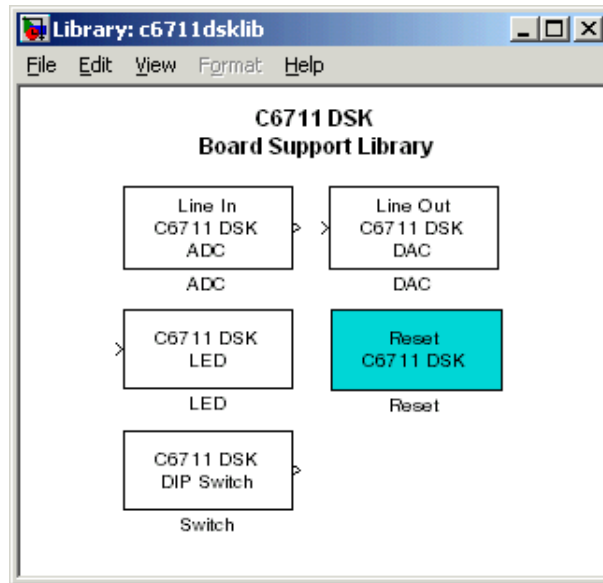 Library: c6711dsklib
File Edit View Format Help
C6711 DSK
Board Support Library
Line In
C6711 DSK
ADC
ADC
Line Out
C6711 DSK
DAC
DAC
C6711 DSK
LED
LED
Reset
C6711 DSK
Reset
C6711 DSK
DIP Switch
Switch